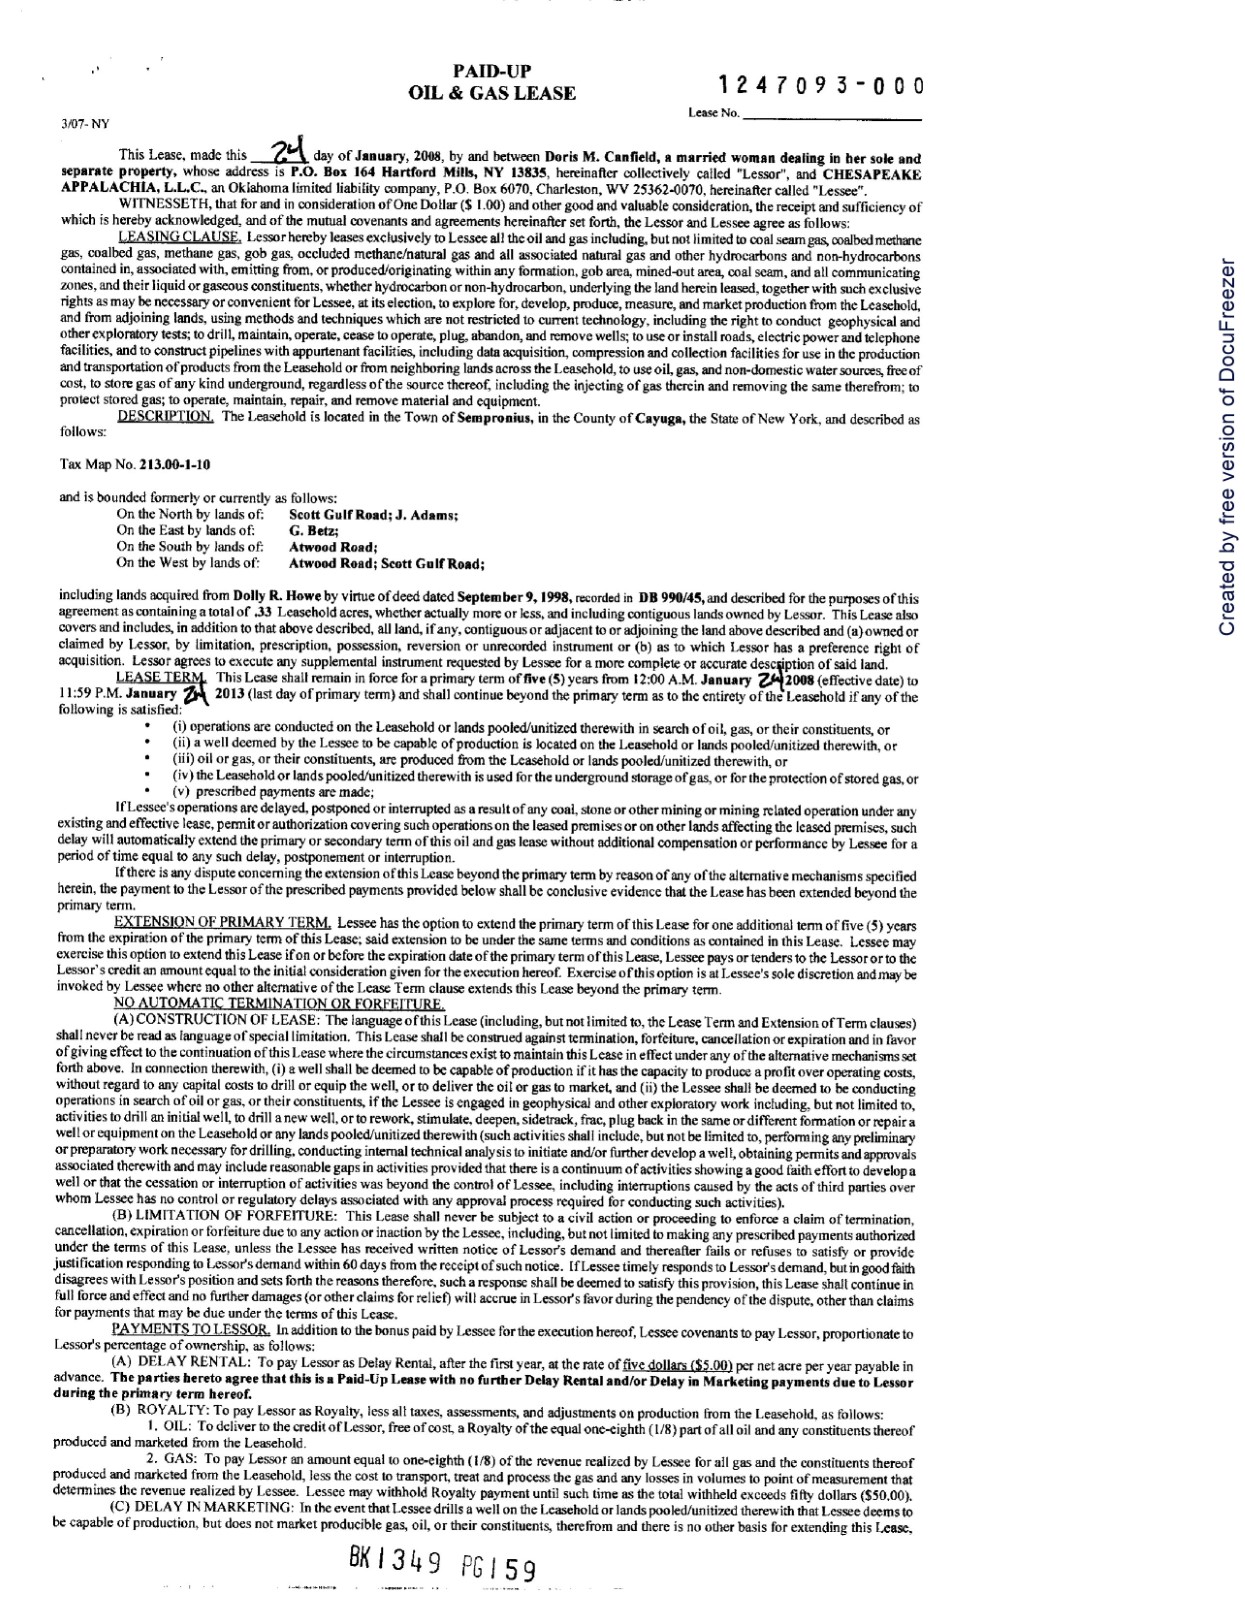 PAID-UP
OIL & GAS LEASE
1247093-000
Lease No.
3/07- NY
This Lease, made this 24 day of January, 2008, by and between Doris M. Canfield, a married woman dealing in her sole and
separate property, whose address is P.O. Box 164 Hartford Mills, NY 13835, hereinafter collectively called "Lessor", and CHESAPEAKE
APPALACHIA, L.L.C., an Oklahoma limited liability company, P.O. Box 6070, Charleston, WV 25362-0070, hereinafter called "Lessee".
WITNESSETH, that for and in consideration of One Dollar ($ 1.00) and other good and valuable consideration, the receipt and sufficiency of
which is hereby acknowledged, and of the mutual covenants and agreements hereinafter set forth, the Lessor and Lessee agree as follows:
LEASING CLAUSE. Lessor hereby leases exclusively to Lessee all the oil and gas including, but not limited to coal seam gas, coalbed methane
gas, coalbed gas, methane gas, gob gas, occluded methane/natural gas and all associated natural gas and other hydrocarbons and non-hydrocarbons
contained in, associated with, emitting from, or produced/originating within any formation, gob area, mined-out area, coal seam, and all communicating
zones, and their liquid or gaseous constituents, whether hydrocarbon or non-hydrocarbon, underlying the land herein leased, together with such exclusive
rights as may be necessary or convenient for Lessee, at its election, to explore for, develop, produce, measure, and market production from the Leasehold,
and from adjoining lands, using methods and techniques which are not restricted to current technology, including the right to conduct geophysical and
other exploratory tests; to drill, maintain, operate, cease to operate, plug, abandon, and remove wells; to use or install roads, electric power and telephone
facilities, and to construct pipelines with appurtenant facilities, including data acquisition, compression and collection facilities for use in the production
and transportation of products from the Leasehold or from neighboring lands across the Leasehold, to use oil, gas, and non-domestic water sources, free of
cost, to store gas of any kind underground, regardless of the source thereof, including the injecting of gas therein and removing the same therefrom; to
protect stored gas; to operate, maintain, repair, and remove material and equipment.
DESCRIPTION. The Leasehold is located in the Town of Sempronius, in the County of Cayuga, the State of New York, and described as
follows:
Tax Map No. 213.00-1-10
and is bounded formerly or currently as follows:
On the North by lands of: Scott Gulf Road; J. Adams;
On the East by lands of: G. Betz;
On the South by lands of: Atwood Road;
On the West by lands of: Atwood Road; Scott Gulf Road;
including lands acquired from Dolly R. Howe by virtue of deed dated September 9, 1998, recorded in DB 990/45, and described for the purposes of this
agreement as containing a total of .33 Leasehold acres, whether actually more or less, and including contiguous lands owned by Lessor. This Lease also
covers and includes, in addition to that above described, all land, if any, contiguous or adjacent to or adjoining the land above described and (a) owned or
claimed by Lessor, by limitation, prescription, possession, reversion or unrecorded instrument or (b) as to which Lessor has a preference right of
acquisition. Lessor agrees to execute any supplemental instrument requested by Lessee for a more complete or accurate description of said land.
LEASE TERM. This Lease shall remain in force for a primary term of five (5) years from 12:00 A.M. January 24 2008 (effective date) to
11:59 P.M. January 24 2013 (last day of primary term) and shall continue beyond the primary term as to the entirety of the Leasehold if any of the
following is satisfied:
• (i) operations are conducted on the Leasehold or lands pooled/unitized therewith in search of oil, gas, or their constituents, or
• (ii) a well deemed by the Lessee to be capable of production is located on the Leasehold or lands pooled/unitized therewith, or
• (iii) oil or gas, or their constituents, are produced from the Leasehold or lands pooled/unitized therewith, or
• (iv) the Leasehold or lands pooled/unitized therewith is used for the underground storage of gas, or for the protection of stored gas, or
• (v) prescribed payments are made;
If Lessee's operations are delayed, postponed or interrupted as a result of any coal, stone or other mining or mining related operation under any
existing and effective lease, permit or authorization covering such operations on the leased premises or on other lands affecting the leased premises, such
delay will automatically extend the primary or secondary term of this oil and gas lease without additional compensation or performance by Lessee for a
period of time equal to any such delay, postponement or interruption.
If there is any dispute concerning the extension of this Lease beyond the primary term by reason of any of the alternative mechanisms specified
herein, the payment to the Lessor of the prescribed payments provided below shall be conclusive evidence that the Lease has been extended beyond the
primary term.
EXTENSION OF PRIMARY TERM. Lessee has the option to extend the primary term of this Lease for one additional term of five (5) years
from the expiration of the primary term of this Lease; said extension to be under the same terms and conditions as contained in this Lease. Lessee may
exercise this option to extend this Lease if on or before the expiration date of the primary term of this Lease, Lessee pays or tenders to the Lessor or to the
Lessor's credit an amount equal to the initial consideration given for the execution hereof. Exercise of this option is at Lessee's sole discretion and may be
invoked by Lessee where no other alternative of the Lease Term clause extends this Lease beyond the primary term.
NO AUTOMATIC TERMINATION OR FORFEITURE.
(A) CONSTRUCTION OF LEASE: The language of this Lease (including, but not limited to, the Lease Term and Extension of Term clauses)
shall never be read as language of special limitation. This Lease shall be construed against termination, forfeiture, cancellation or expiration and in favor
of giving effect to the continuation of this Lease where the circumstances exist to maintain this Lease in effect under any of the alternative mechanisms set
forth above. In connection therewith, (i) a well shall be deemed to be capable of production if it has the capacity to produce a profit over operating costs,
without regard to any capital costs to drill or equip the well, or to deliver the oil or gas to market, and (ii) the Lessee shall be deemed to be conducting
operations in search of oil or gas, or their constituents, if the Lessee is engaged in geophysical and other exploratory work including, but not limited to,
activities to drill an initial well, to drill a new well, or to rework, stimulate, deepen, sidetrack, frac, plug back in the same or different formation or repair a
well or equipment on the Leasehold or any lands pooled/unitized therewith (such activities shall include, but not be limited to, performing any preliminary
or preparatory work necessary for drilling, conducting internal technical analysis to initiate and/or further develop a well, obtaining permits and approvals
associated therewith and may include reasonable gaps in activities provided that there is a continuum of activities showing a good faith effort to develop a
well or that the cessation or interruption of activities was beyond the control of Lessee, including interruptions caused by the acts of third parties over
whom Lessee has no control or regulatory delays associated with any approval process required for conducting such activities).
(B) LIMITATION OF FORFEITURE: This Lease shall never be subject to a civil action or proceeding to enforce a claim of termination,
cancellation, expiration or forfeiture due to any action or inaction by the Lessee, including, but not limited to making any prescribed payments authorized
under the terms of this Lease, unless the Lessee has received written notice of Lessor's demand and thereafter fails or refuses to satisfy or provide
justification responding to Lessor's demand within 60 days from the receipt of such notice. If Lessee timely responds to Lessor's demand, but in good faith
disagrees with Lessor's position and sets forth the reasons therefore, such a response shall be deemed to satisfy this provision, this Lease shall continue in
full force and effect and no further damages (or other claims for relief) will accrue in Lessor's favor during the pendency of the dispute, other than claims
for payments that may be due under the terms of this Lease.
PAYMENTS TO LESSOR. In addition to the bonus paid by Lessee for the execution hereof, Lessee covenants to pay Lessor, proportionate to
Lessor's percentage of ownership, as follows:
(A) DELAY RENTAL: To pay Lessor as Delay Rental, after the first year, at the rate of five dollars ($5.00) per net acre per year payable in
advance. The parties hereto agree that this is a Paid-Up Lease with no further Delay Rental and/or Delay in Marketing payments due to Lessor
during the primary term hereof.
(B) ROYALTY: To pay Lessor as Royalty, less all taxes, assessments, and adjustments on production from the Leasehold, as follows:
1. OIL: To deliver to the credit of Lessor, free of cost, a Royalty of the equal one-eighth (1/8) part of all oil and any constituents thereof
produced and marketed from the Leasehold.
2. GAS: To pay Lessor an amount equal to one-eighth (1/8) of the revenue realized by Lessee for all gas and the constituents thereof
produced and marketed from the Leasehold, less the cost to transport, treat and process the gas and any losses in volumes to point of measurement that
determines the revenue realized by Lessee. Lessee may withhold Royalty payment until such time as the total withheld exceeds fifty dollars ($50.00).
(C) DELAY IN MARKETING: In the event that Lessee drills a well on the Leasehold or lands pooled/unitized therewith that Lessee deems to
be capable of production, but does not market producible gas, oil, or their constituents, therefrom and there is no other basis for extending this Lease,
BK1349 PG159
Created by free version of DocuFreezer